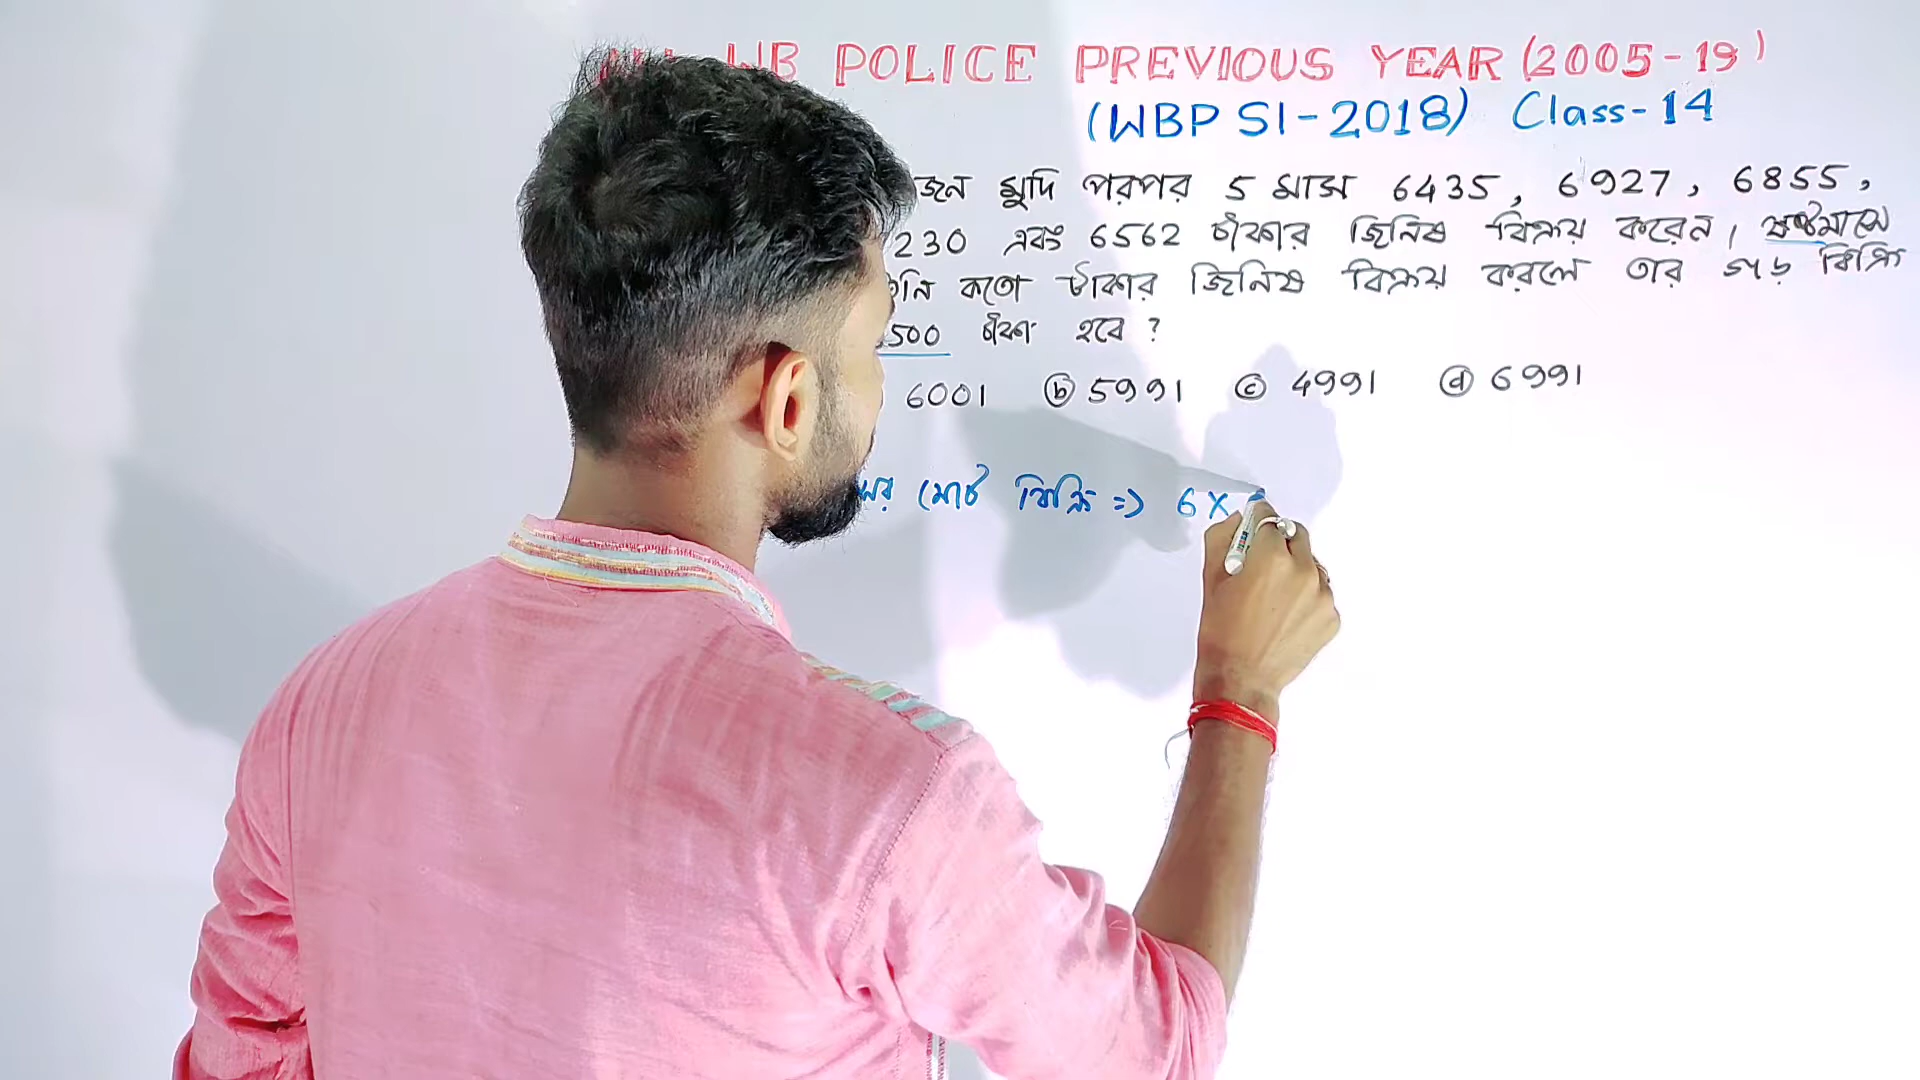 WB POLICE PREVIOUS YEAR (2005-19)
(WBP SI-2018) Class-14
জন মুদি পরপর 5 মাস 6435, 6927, 6855,
230 এবং 6562 টাকার জিনিষ বিক্রয় করেন। ষষ্ঠমাসে
কতো টাকার জিনিষ বিক্রয় করলে তার গড় বিক্রি
500 টাকা হবে ?
6001 ⓑ 5991 ⓒ 4991 ⓓ 6991
মোট বিক্রি => 6 x